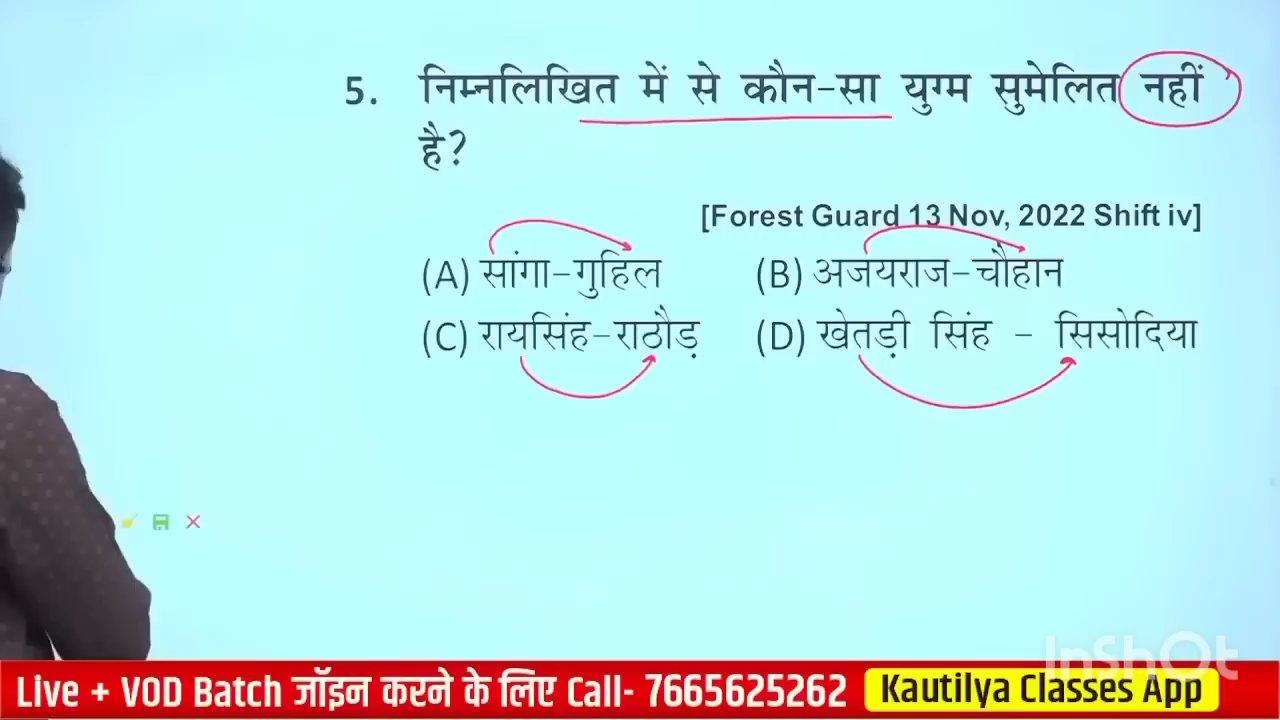 5. निम्नलिखित में से कौन-सा युग्म सुमेलित नहीं
है?
[Forest Guard 13 Nov, 2022 Shift iv]
(A) सांगा-गुहिल (B) अजयराज-चौहान
(C) रायसिंह-राठौड़ (D) खेतड़ी सिंह - सिसोदिया
InShOt
Live + VOD Batch जॉइन करने के लिए Call- 7665625262 Kautilya Classes App